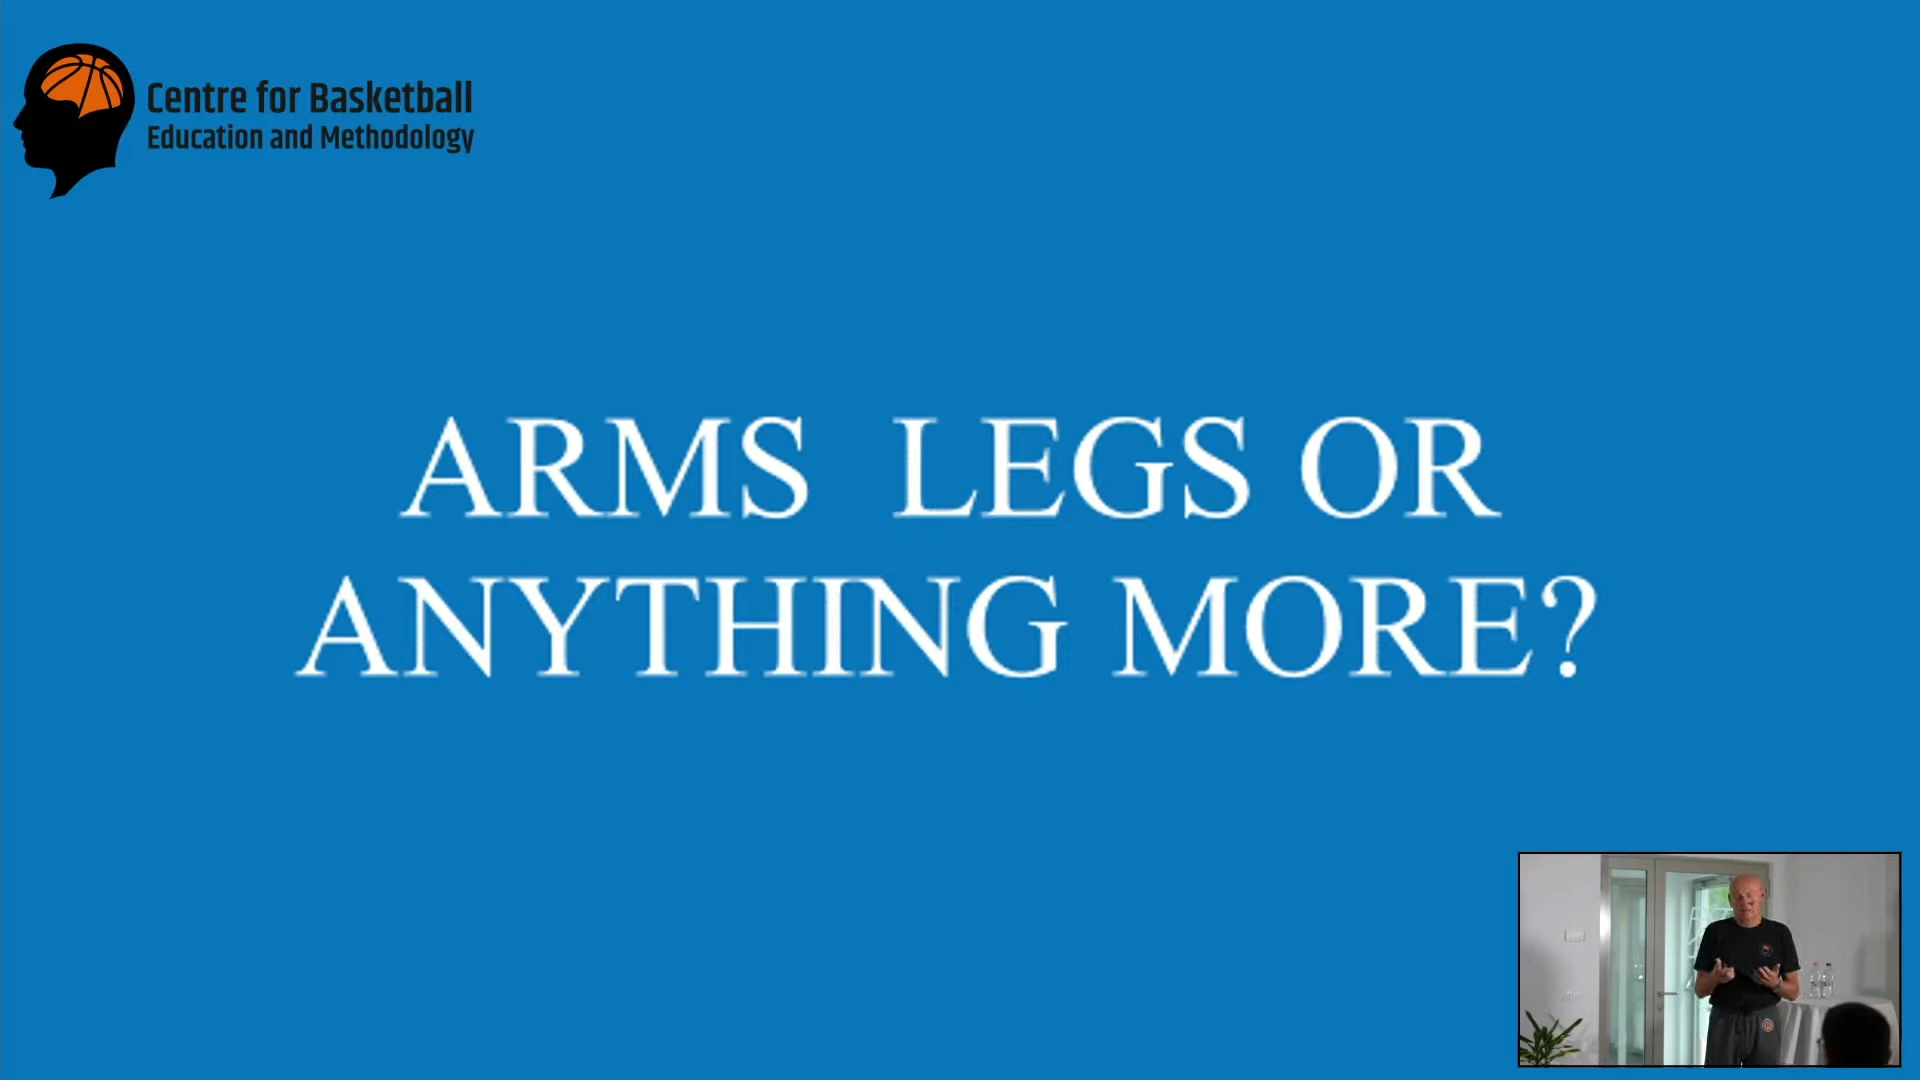 Centre for Basketball
Education and Methodology
ARMS  LEGS OR
ANYTHING MORE?